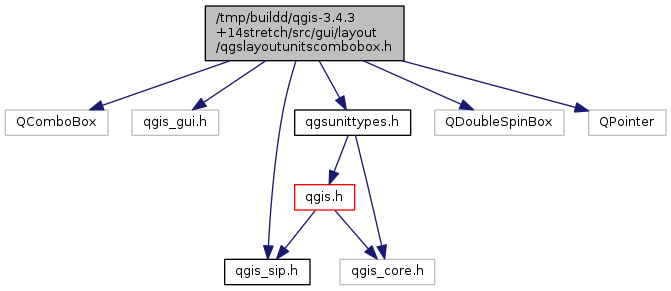 /tmp/buildd/qgis-3.4.3
+14stretch/src/gui/layout
/qgslayoutunitscombobox.h
QComboBox
qgis_gui.h
qgsunittypes.h
QDoubleSpinBox
QPointer
qgis.h
qgis_sip.h
qgis_core.h